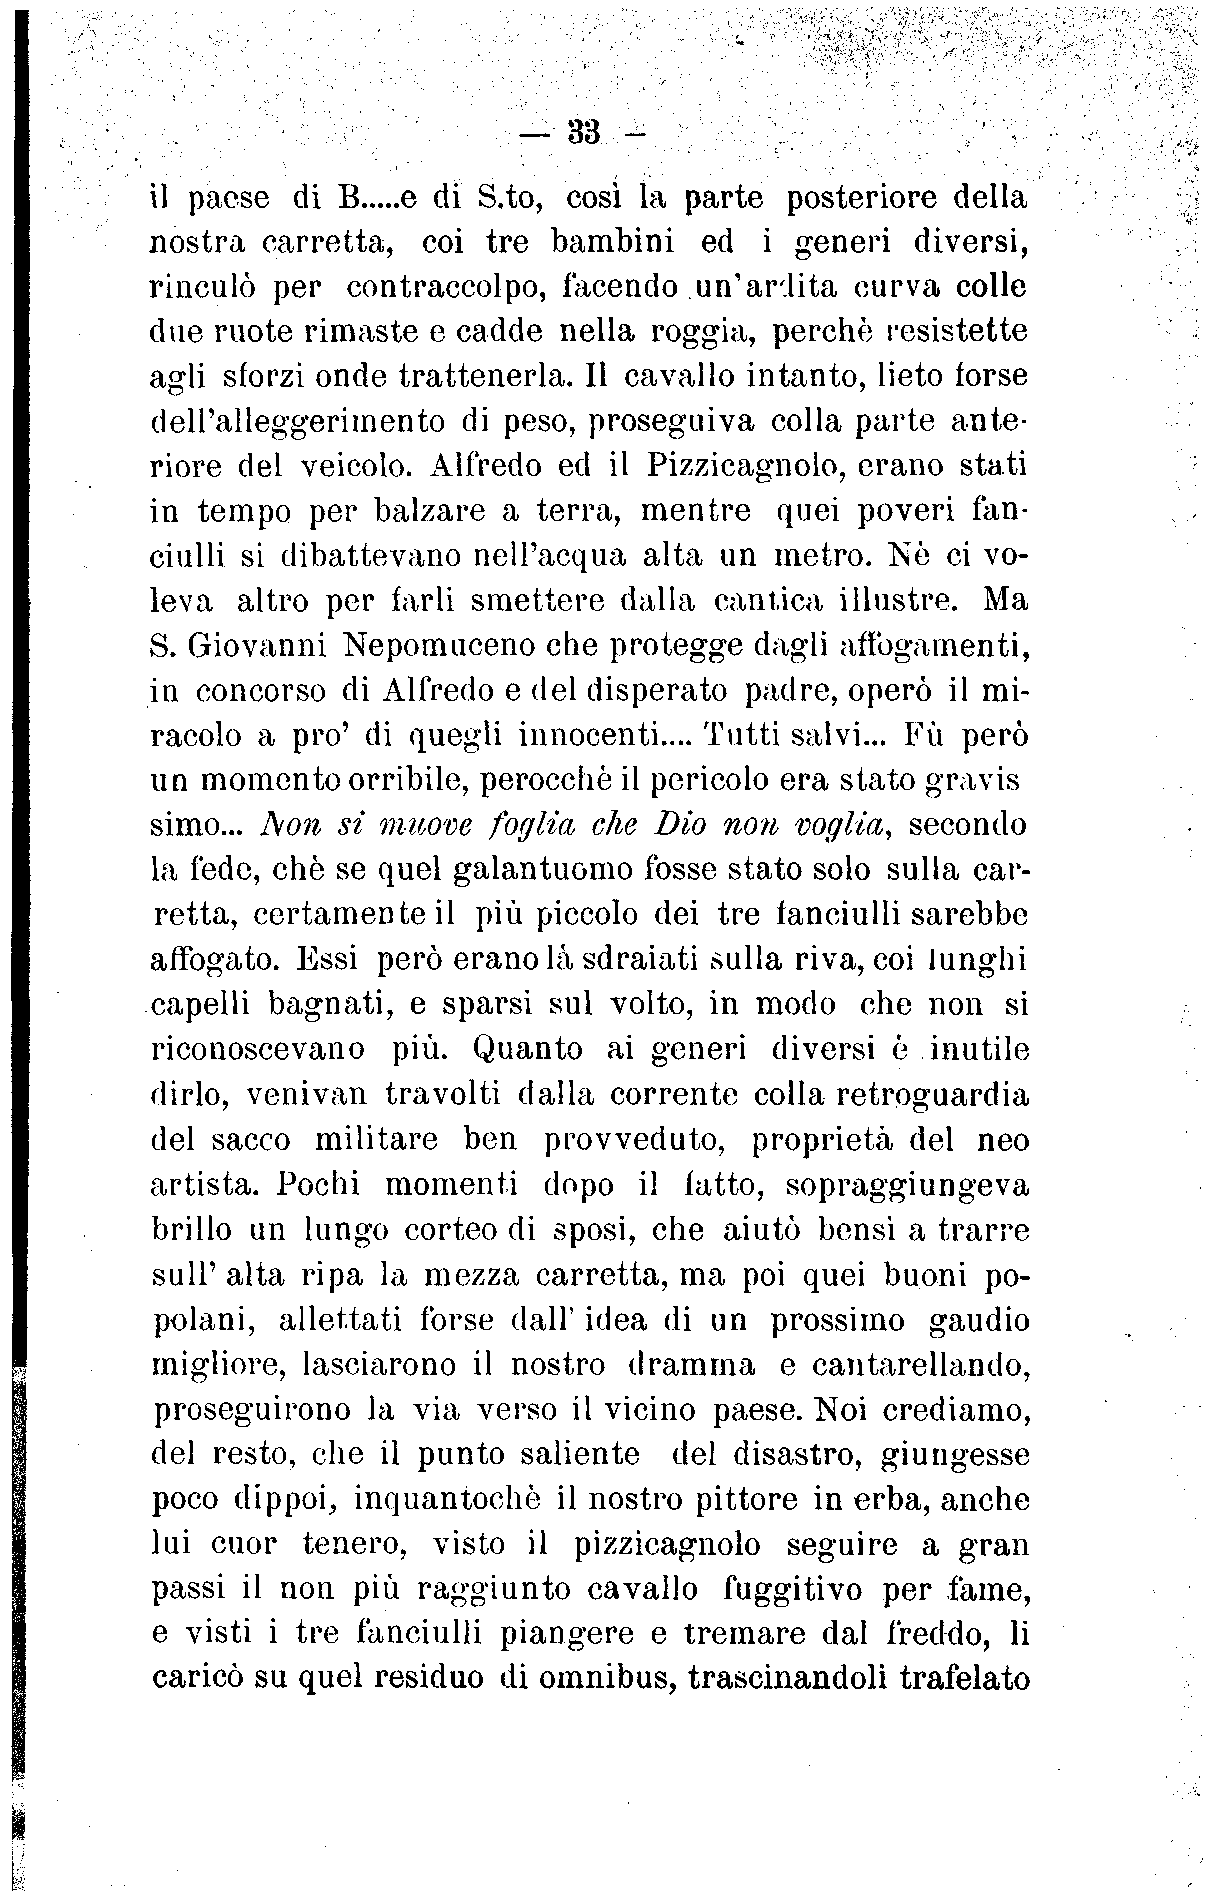 — 33 —
il paese di B.....e di S.to, così la parte posteriore della
nostra carretta, coi tre bambini ed i generi diversi,
rinculò per contraccolpo, facendo un'ardita curva colle
due ruote rimaste e cadde nella roggia, perchè resistette
agli sforzi onde trattenerla. Il cavallo intanto, lieto forse
dell'alleggerimento di peso, proseguiva colla parte ante-
riore del veicolo. Alfredo ed il Pizzicagnolo, erano stati
in tempo per balzare a terra, mentre quei poveri fan-
ciulli si dibattevano nell'acqua alta un metro. Nè ci vo-
leva altro per farli smettere dalla cantica illustre. Ma
S. Giovanni Nepomuceno che protegge dagli affogamenti,
in concorso di Alfredo e del disperato padre, operò il mi-
racolo a pro' di quegli innocenti.... Tutti salvi... Fù però
un momento orribile, perocchè il pericolo era stato gravis
simo... Non si muove foglia che Dio non voglia, secondo
la fede, chè se quel galantuomo fosse stato solo sulla car-
retta, certamente il più piccolo dei tre fanciulli sarebbe
affogato. Essi però erano là sdraiati sulla riva, coi lunghi
capelli bagnati, e sparsi sul volto, in modo che non si
riconoscevano più. Quanto ai generi diversi è inutile
dirlo, venivan travolti dalla corrente colla retroguardia
del sacco militare ben provveduto, proprietà del neo
artista. Pochi momenti dopo il fatto, sopraggiungeva
brillo un lungo corteo di sposi, che aiutò bensì a trarre
sull' alta ripa la mezza carretta, ma poi quei buoni po-
polani, allettati forse dall' idea di un prossimo gaudio
migliore, lasciarono il nostro dramma e cantarellando,
proseguirono la via verso il vicino paese. Noi crediamo,
del resto, che il punto saliente del disastro, giungesse
poco dippoi, inquantochè il nostro pittore in erba, anche
lui cuor tenero, visto il pizzicagnolo seguire a gran
passi il non più raggiunto cavallo fuggitivo per fame,
e visti i tre fanciulli piangere e tremare dal freddo, li
caricò su quel residuo di omnibus, trascinandoli trafelato